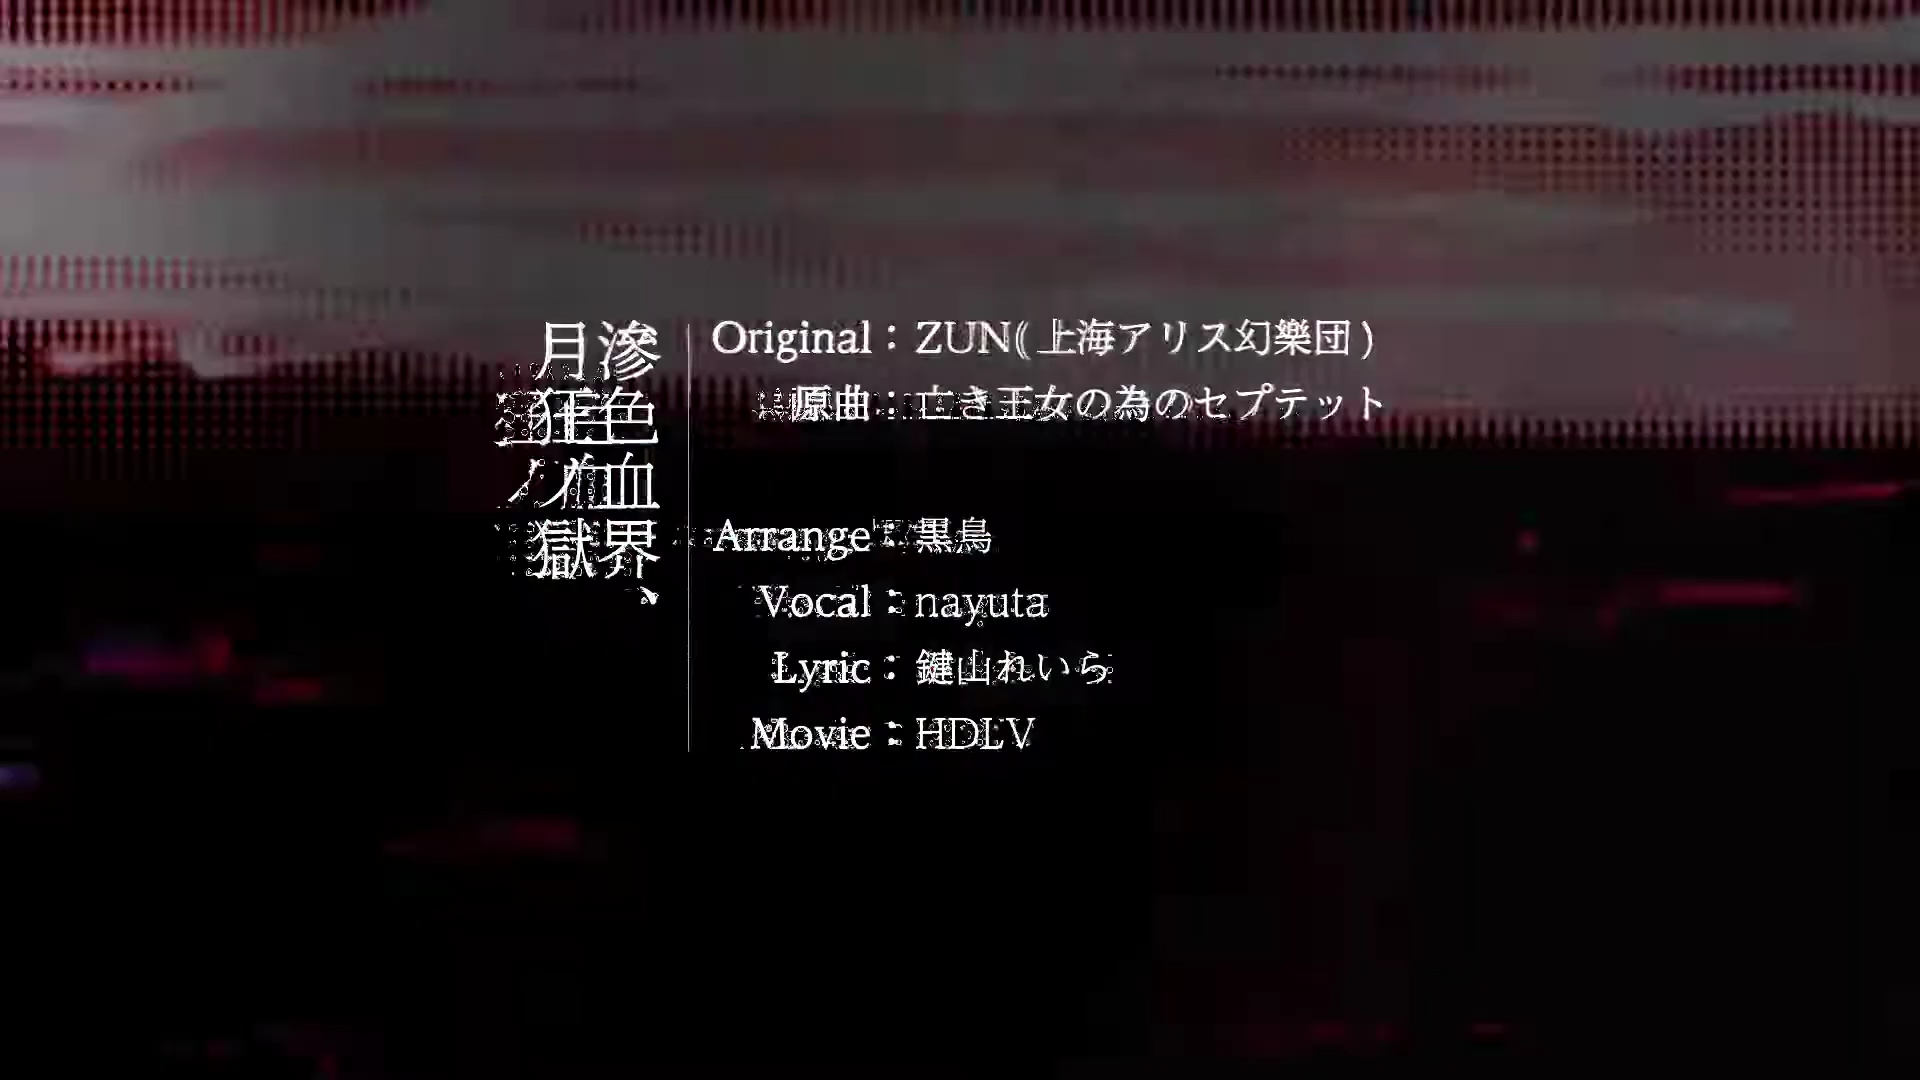 滲色血界、
月狂ノ獄
Original：ZUN(上海アリス幻樂団)
原曲：亡き王女の為のセプテット
Arrange：黒鳥
Vocal：nayuta
Lyric：鍵山れいら
Movie：HDLV